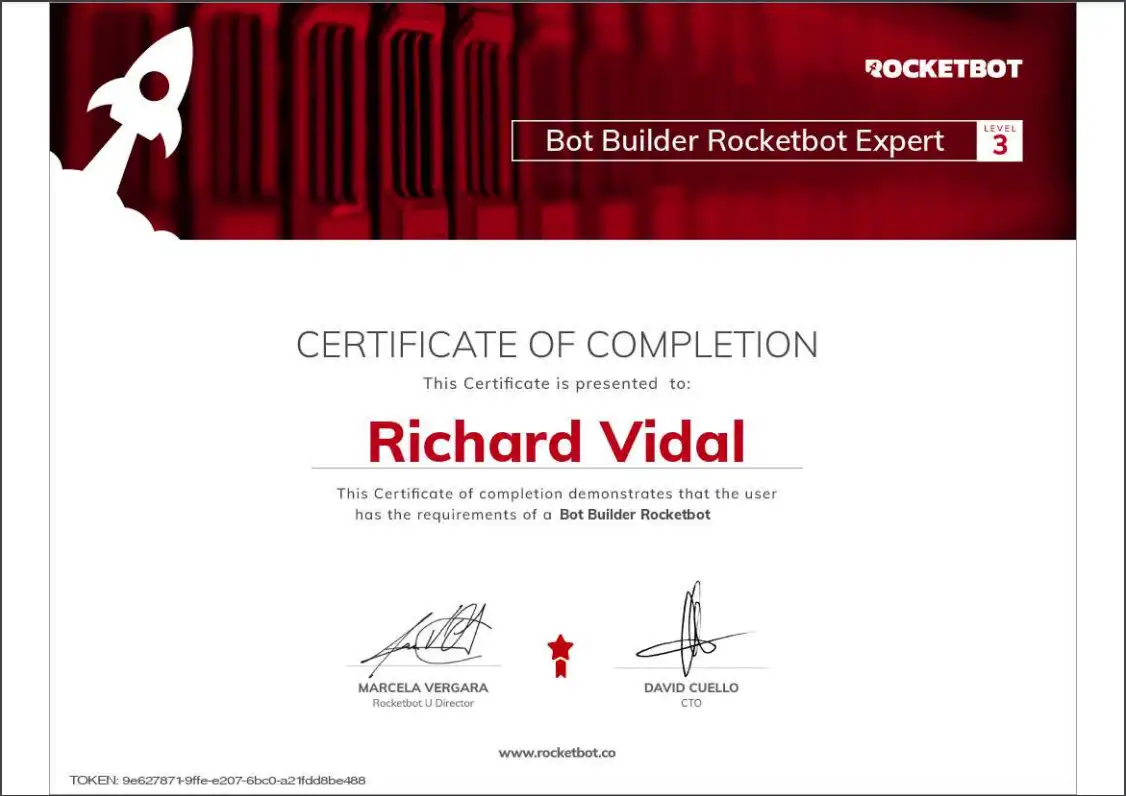 ROCKETBOT
Bot Builder Rocketbot Expert
LEVEL
3
CERTIFICATE OF COMPLETION
This Certificate is presented to:
Richard Vidal
This Certificate of completion demonstrates that the user
has the requirements of a Bot Builder Rocketbot
MARCELA VERGARA
Rocketbot U Director
DAVID CUELLO
CTO
www.rocketbot.co
TOKEN: 9e627871-9ffe-e207-6bc0-a21fdd8be488